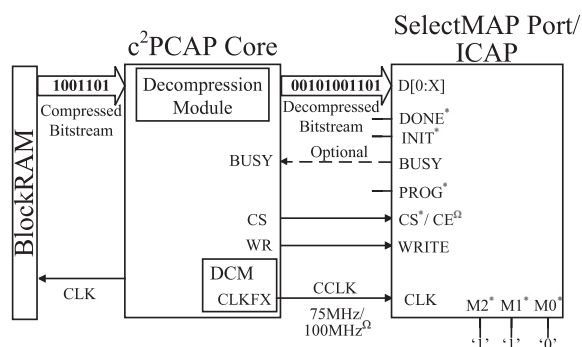 c²PCAP Core
SelectMAP Port/
ICAP
BlockRAM
1001101
Compressed
Bitstream
CLK
Decompression
Module
BUSY
CS
WR
DCM
CLKFX
00101001101
Decompressed
Bitstream
Optional
CCLK
75MHz/
100MHz^Ω
D[0:X]
DONE*
INIT*
BUSY
PROG*
CS*/ CE^Ω
WRITE
CLK
M2* M1* M0*
'1' '1' '0'